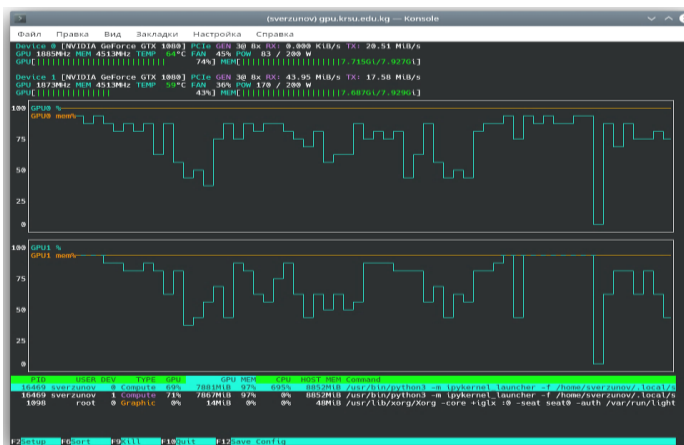 (sverzunov) gpu.krsu.edu.kg — Konsole
Файл Правка Вид Закладки Настройка Справка
Device 0 [NVIDIA GeForce GTX 1080] PCIe GEN 3@ 8x RX: 0.000 KiB/s TX: 20.51 MiB/s
GPU 1885MHz MEM 4513MHz TEMP 64°C FAN 45% POW 83 / 200 W
GPU[ 74%] MEM[ 7.715Gi/7.927Gi]
Device 1 [NVIDIA GeForce GTX 1080] PCIe GEN 3@ 8x RX: 43.95 MiB/s TX: 17.58 MiB/s
GPU 1873MHz MEM 4513MHz TEMP 59°C FAN 36% POW 170 / 200 W
GPU[ 43%] MEM[ 7.687Gi/7.929Gi]
100 GPU0 %
GPU0 mem%
75
50
25
0
100 GPU1 %
GPU1 mem%
75
50
25
0
PID USER DEV TYPE GPU GPU MEM CPU HOST MEM Command
16469 sverzunov 0 Compute 69% 7881MiB 97% 695% 8852MiB /usr/bin/python3 -m ipykernel_launcher -f /home/sverzunov/.local/s
16469 sverzunov 1 Compute 71% 7867MiB 97% 695% 8852MiB /usr/bin/python3 -m ipykernel_launcher -f /home/sverzunov/.local/s
1098 root 0 Graphic 0% 14MiB 0% 0% 48MiB /usr/lib/xorg/Xorg -core +iglx :0 -seat seat0 -auth /var/run/light
F2Setup F6Sort F9Kill F10Quit F12Save Config